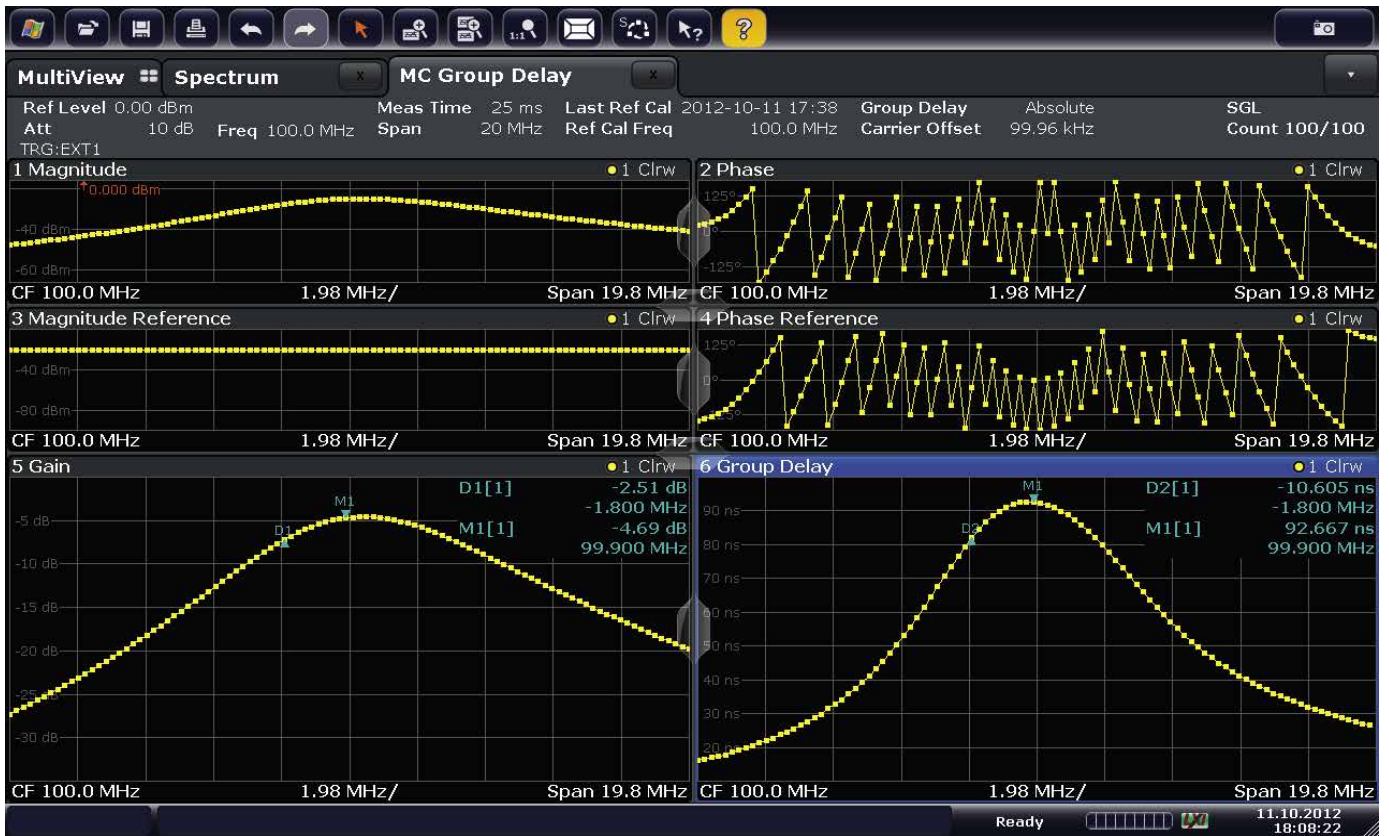 1:1
S
?
?
MultiView Spectrum x MC Group Delay x
Ref Level 0.00 dBm Meas Time 25 ms Last Ref Cal 2012-10-11 17:38 Group Delay Absolute SGL
Att 10 dB Freq 100.0 MHz Span 20 MHz Ref Cal Freq 100.0 MHz Carrier Offset 99.96 kHz Count 100/100
TRG:EXT1
1 Magnitude 1 Clrw
0.000 dBm
-40 dBm
-60 dBm
CF 100.0 MHz 1.98 MHz/ Span 19.8 MHz
2 Phase 1 Clrw
125°
0°
-125°
CF 100.0 MHz 1.98 MHz/ Span 19.8 MHz
3 Magnitude Reference 1 Clrw
-40 dBm
-80 dBm
CF 100.0 MHz 1.98 MHz/ Span 19.8 MHz
4 Phase Reference 1 Clrw
125°
0°
CF 100.0 MHz 1.98 MHz/ Span 19.8 MHz
5 Gain 1 Clrw
D1[1] -2.51 dB
-1.800 MHz
M1[1] -4.69 dB
99.900 MHz
M1
D1
-5 dB
-10 dB
-15 dB
-20 dB
-25 dB
-30 dB
CF 100.0 MHz 1.98 MHz/ Span 19.8 MHz
6 Group Delay 1 Clrw
D2[1] -10.605 ns
-1.800 MHz
M1[1] 92.667 ns
99.900 MHz
M1
D2
90 ns
80 ns
70 ns
60 ns
50 ns
40 ns
30 ns
20 ns
CF 100.0 MHz 1.98 MHz/ Span 19.8 MHz
Ready 11.10.2012
18:08:22